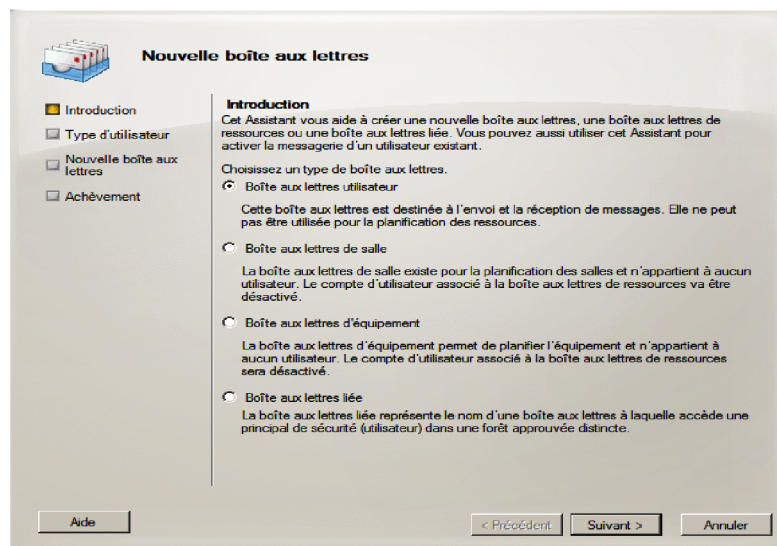 Nouvelle boîte aux lettres
Introduction
Type d'utilisateur
Nouvelle boîte aux
lettres
Achèvement
Introduction
Cet Assistant vous aide à créer une nouvelle boîte aux lettres, une boîte aux lettres de
ressources ou une boîte aux lettres liée. Vous pouvez aussi utiliser cet Assistant pour
activer la messagerie d'un utilisateur existant.
Choisissez un type de boîte aux lettres.
Boîte aux lettres utilisateur
Cette boîte aux lettres est destinée à l'envoi et la réception de messages. Elle ne peut
pas être utilisée pour la planification des ressources.
Boîte aux lettres de salle
La boîte aux lettres de salle existe pour la planification des salles et n'appartient à aucun
utilisateur. Le compte d'utilisateur associé à la boîte aux lettres de ressources va être
désactivé.
Boîte aux lettres d'équipement
La boîte aux lettres d'équipement permet de planifier l'équipement et n'appartient à
aucun utilisateur. Le compte d'utilisateur associé à la boîte aux lettres de ressources
sera désactivé.
Boîte aux lettres liée
La boîte aux lettres liée représente le nom d'une boîte aux lettres à laquelle accède une
principal de sécurité (utilisateur) dans une forêt approuvée distincte.
Aide
< Précédent
Suivant >
Annuler